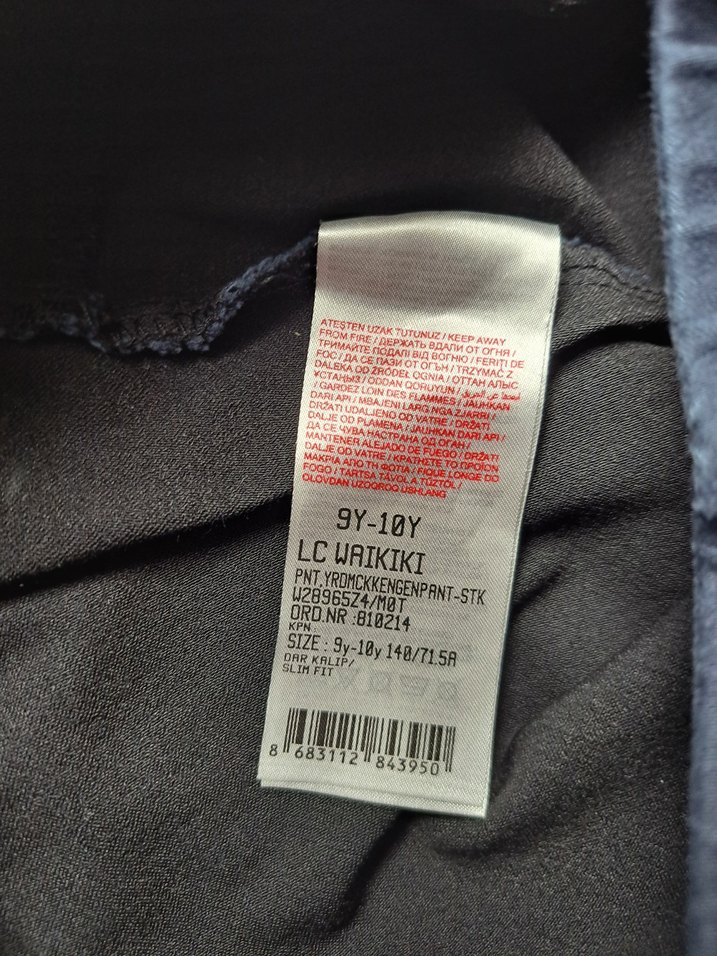 ATEŞTEN UZAK TUTUNUZ / KEEP AWAY
FROM FIRE / ДЕРЖАТЬ ВДАЛИ ОТ ОГНЯ /
ТРИМАЙТЕ ПОДАЛІ ВІД ВОГНЮ / FERIȚI DE
FOC / ДА СЕ ПАЗИ ОТ ОГЪН / TRZYMAĆ Z
DALEKA OD ŹRÓDEŁ OGNIA / ОТТАН АЛЫС
ҰСТАҢЫЗ / ODDAN QORUYUN /
/ GARDEZ LOIN DES FLAMMES / JAUHKAN
DARI API / MBAJENI LARG NGA ZJARRI /
DRŽATI UDALJENO OD VATRE / DRŽATI
DALJE OD PLAMENA / JAUHKAN DARI API /
ДА СЕ ЧУВА НАСТРАНА ОД ОГАН /
MANTENER ALEJADO DE FUEGO / DRŽATI
DALJE OD VATRE / ΚΡΑΤΗΣΤΕ ΤΟ ΠΡΟΪΟΝ
ΜΑΚΡΙΑ ΑΠΟ ΤΗ ΦΩΤΙΑ / FIQUE LONGE DO
FOGO / TARTSA TÁVOL A TŰZTŐL /
OLOVDAN UZOQROQ USHLANG
9Y-10Y
LC WAIKIKI
PNT,YRDMCKKENGENPANT-STK
W28965Z4/M0T
ORD.NR :810214
KPN :
SIZE : 9y-10y 140/71.5A
DAR KALIP/
SLIM FIT
8 683112 843950